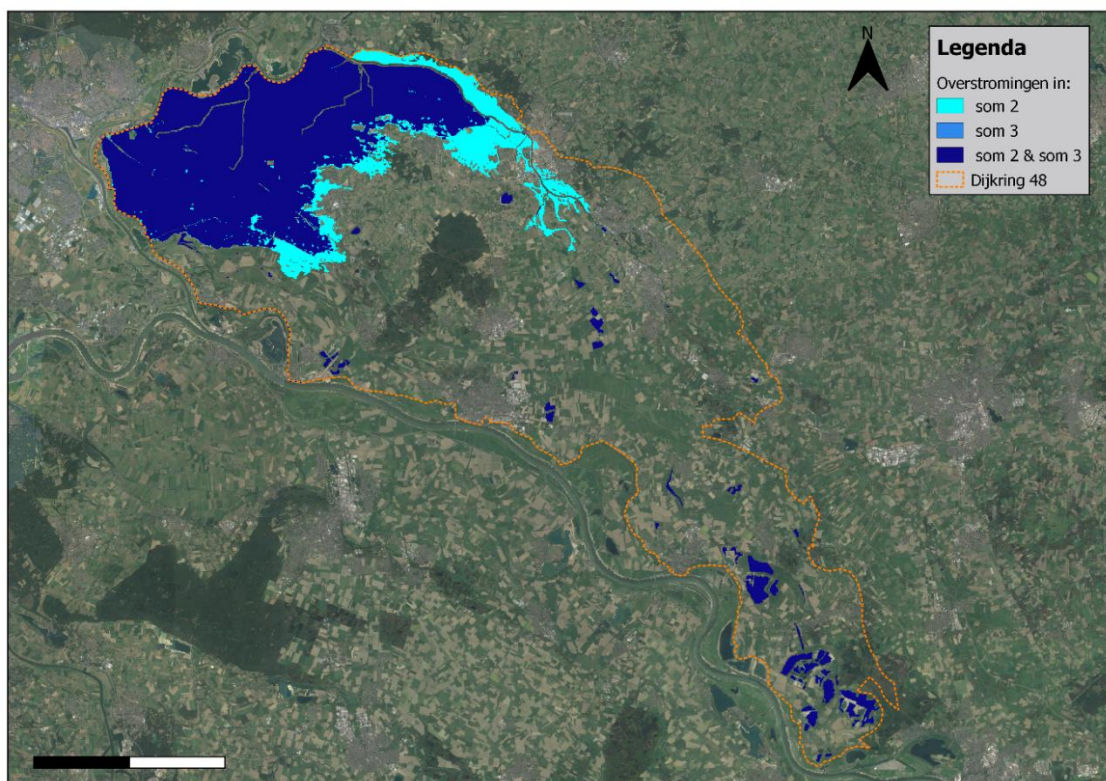 N
Legenda
Overstromingen in:
som 2
som 3
som 2 & som 3
Dijkring 48